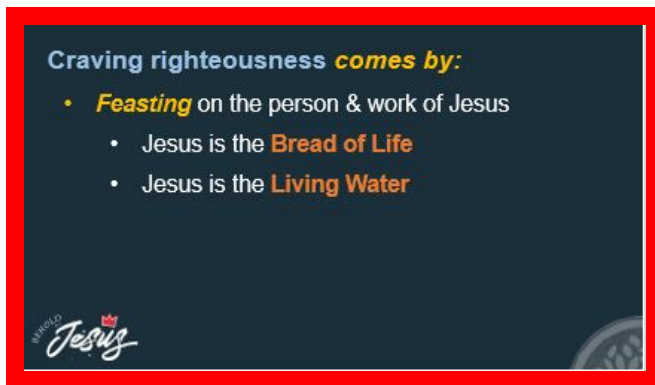 Craving righteousness comes by:
• Feasting on the person & work of Jesus
• Jesus is the Bread of Life
• Jesus is the Living Water
BEHOLD
Jesus